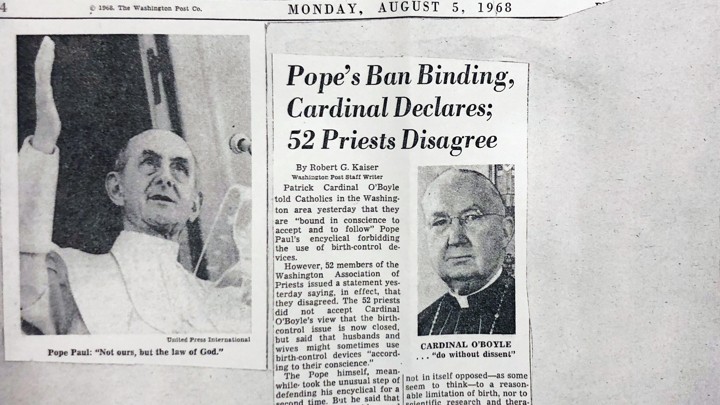 4
© 1968. The Washington Post Co.
MONDAY, AUGUST 5, 1968
United Press International
Pope Paul: "Not ours, but the law of God."
Pope's Ban Binding,
Cardinal Declares;
52 Priests Disagree
By Robert G. Kaiser
Washington Post Staff Writer
Patrick Cardinal O'Boyle
told Catholics in the Washing-
ton area yesterday that they
are "bound in conscience to
accept and to follow" Pope
Paul's encyclical forbidding
the use of birth-control de-
vices.
However, 52 members of the
Washington Association of
Priests issued a statement yes-
terday saying, in effect, that
they disagreed. The 52 priests
did not accept Cardinal
O'Boyle's view that the birth-
control issue is now closed,
but said that husbands and
wives might sometimes use
birth-control devices "accord-
ing to their conscience."
The Pope himself, mean-
while took the unusual step of
defending his encyclical for a
second time. But he said that
CARDINAL O'BOYLE
. . . "do without dissent"
not in itself opposed—as some
seem to think—to a reason-
able limitation of birth, nor to
scientific research and thera-